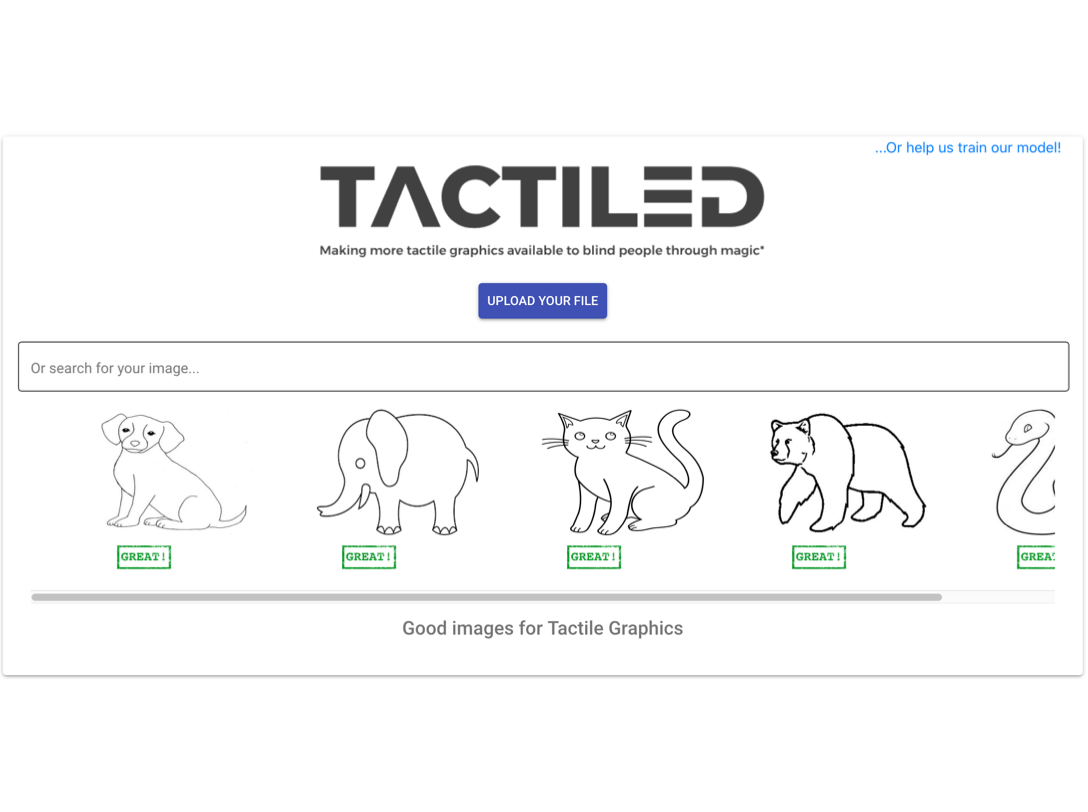 ...Or help us train our model!
TACTILED
Making more tactile graphics available to blind people through magic*
UPLOAD YOUR FILE
Or search for your image...
GREAT! GREAT! GREAT! GREAT! GREA
Good images for Tactile Graphics